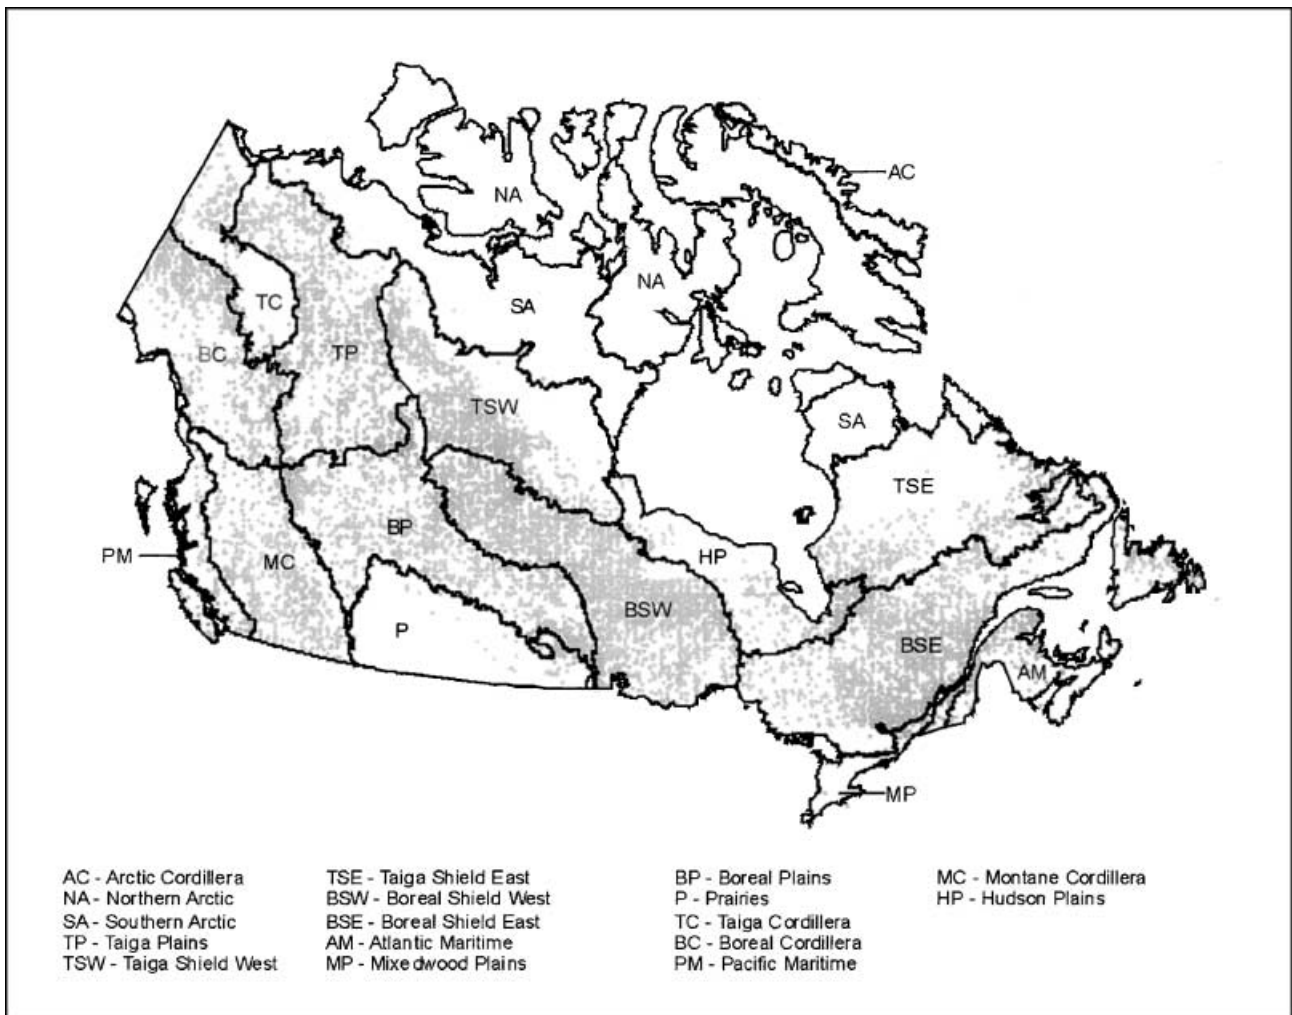 NA
AC
NA
SA
TC
BC
TP
TSW
SA
TSE
BP
HP
PM
MC
BSW
P
BSE
AM
MP
AC - Arctic Cordillera
NA - Northern Arctic
SA - Southern Arctic
TP - Taiga Plains
TSW - Taiga Shield West
TSE - Taiga Shield East
BSW - Boreal Shield West
BSE - Boreal Shield East
AM - Atlantic Maritime
MP - Mixedwood Plains
BP - Boreal Plains
P - Prairies
TC - Taiga Cordillera
BC - Boreal Cordillera
PM - Pacific Maritime
MC - Montane Cordillera
HP - Hudson Plains